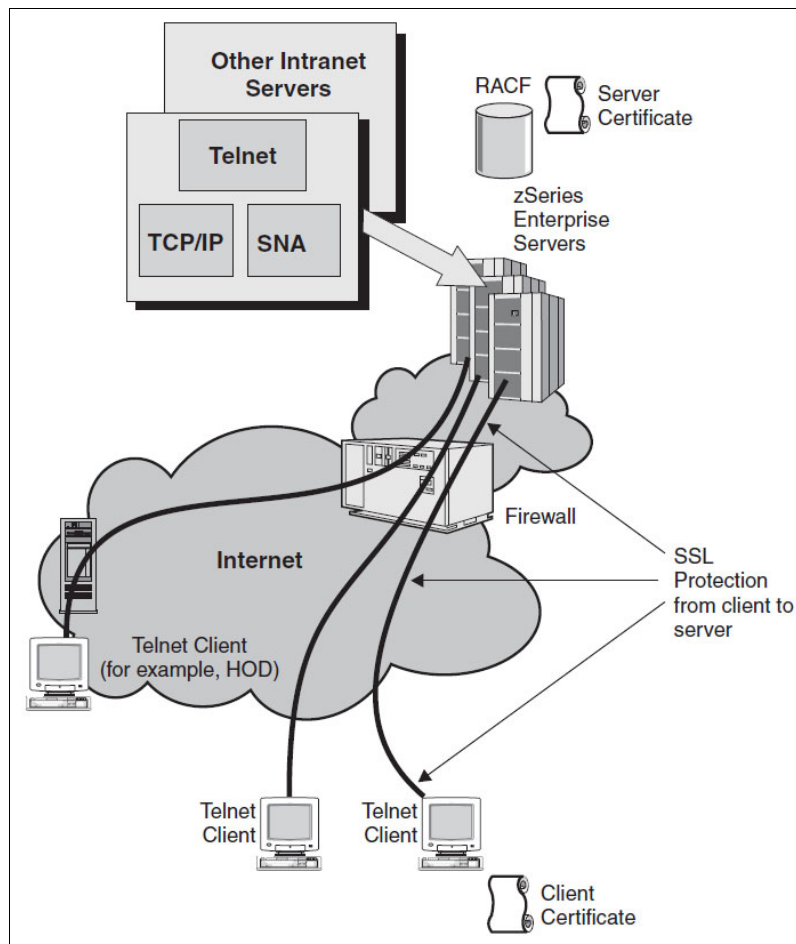 Other Intranet
Servers
Telnet
TCP/IP
SNA
RACF
Server
Certificate
zSeries
Enterprise
Servers
Firewall
Internet
SSL
Protection
from client to
server
Telnet Client
(for example, HOD)
Telnet
Client
Telnet
Client
Client
Certificate